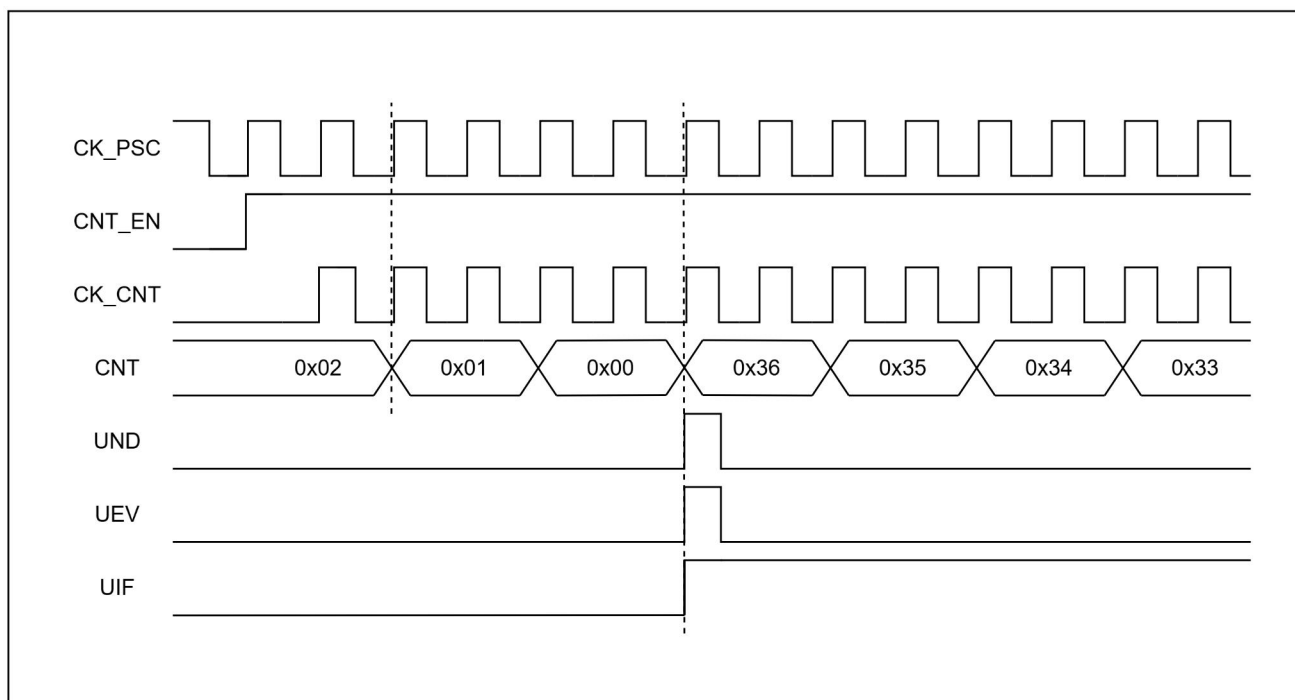 CK_PSC
CNT_EN
CK_CNT
CNT 0x02 0x01 0x00 0x36 0x35 0x34 0x33
UND
UEV
UIF